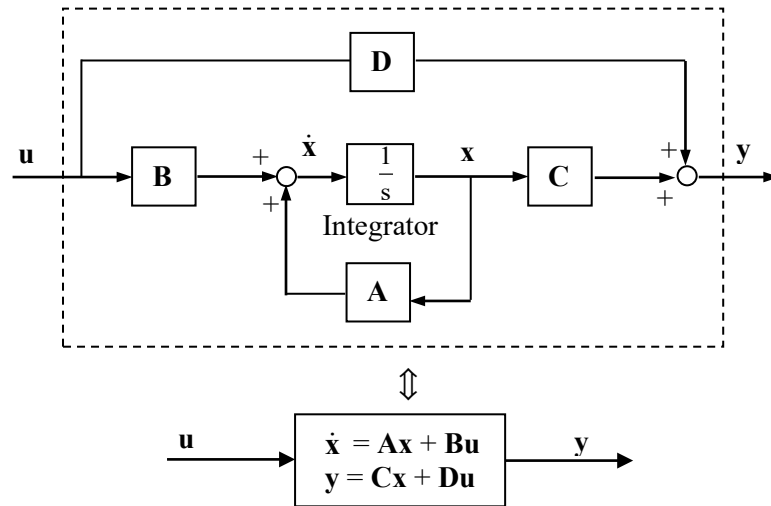 D
u
B
+
+
ẋ
1
s
Integrator
x
C
+
+
y
A
⇕
u
ẋ = Ax + Bu
y = Cx + Du
y